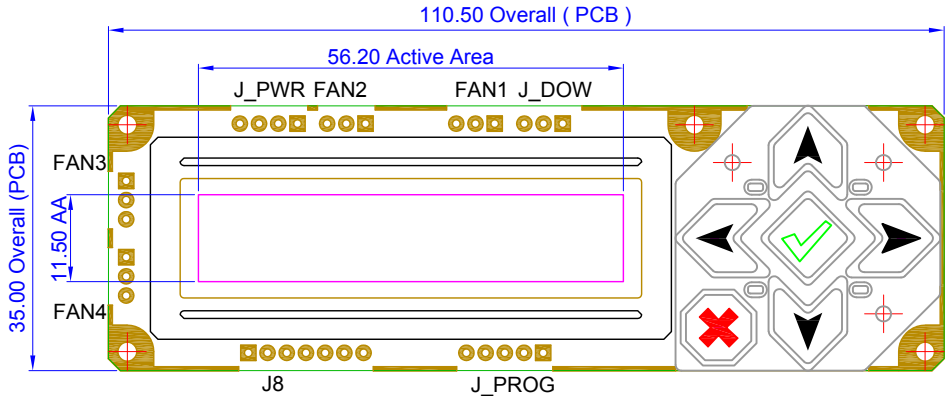 110.50 Overall ( PCB )
56.20 Active Area
J_PWR FAN2 FAN1 J_DOW
FAN3
35.00 Overall (PCB)
11.50 AA
FAN4
J8
J_PROG